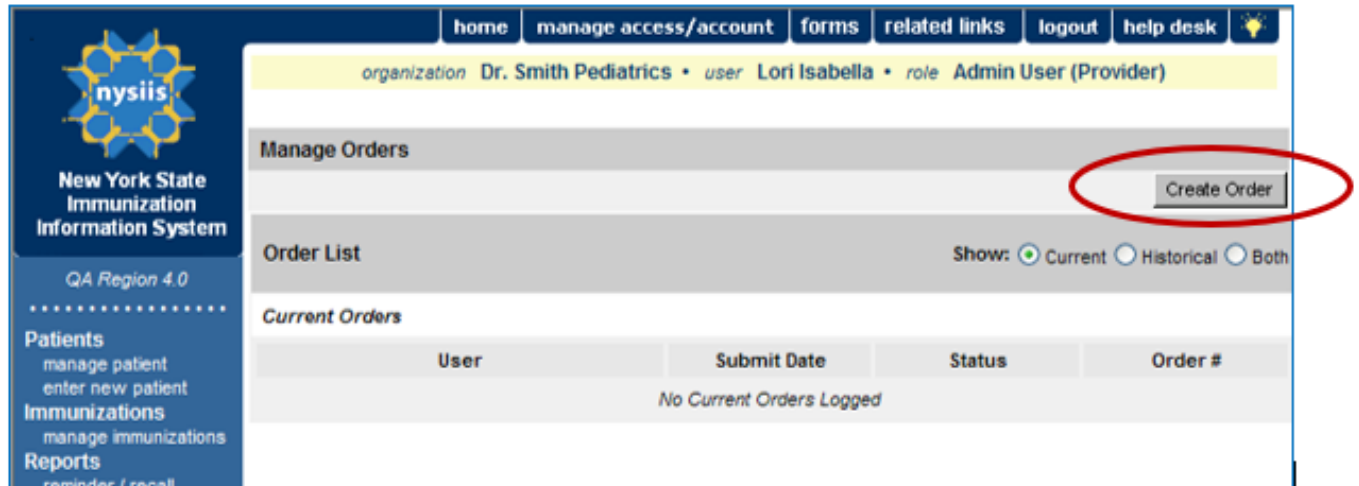 home manage access/account forms related links logout help desk
organization Dr. Smith Pediatrics • user Lori Isabella • role Admin User (Provider)
nysiis
New York State
Immunization
Information System
QA Region 4.0
Patients
manage patient
enter new patient
Immunizations
manage immunizations
Reports
reminder / recall
Manage Orders
Create Order
Order List Show: Current Historical Both
Current Orders
User Submit Date Status Order #
No Current Orders Logged